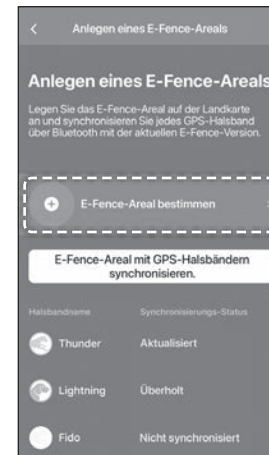 Anlegen eines E-Fence-Areals
Anlegen eines E-Fence-Areals
Legen Sie das E-Fence-Areal auf der Landkarte
an und synchronisieren Sie jedes GPS-Halsband
über Bluetooth mit der aktuellen E-Fence-Version.
E-Fence-Areal bestimmen
E-Fence-Areal mit GPS-Halsbändern
synchronisieren.
Halsbandname Synchronisierungs-Status
Thunder Aktualisiert
Lightning Überholt
Fido Nicht synchronisiert